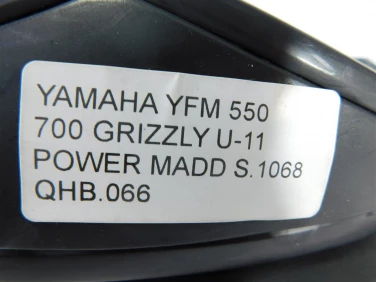 YAMAHA YFM 550
700 GRIZZLY U-11
POWER MADD S.1068
QHB.066